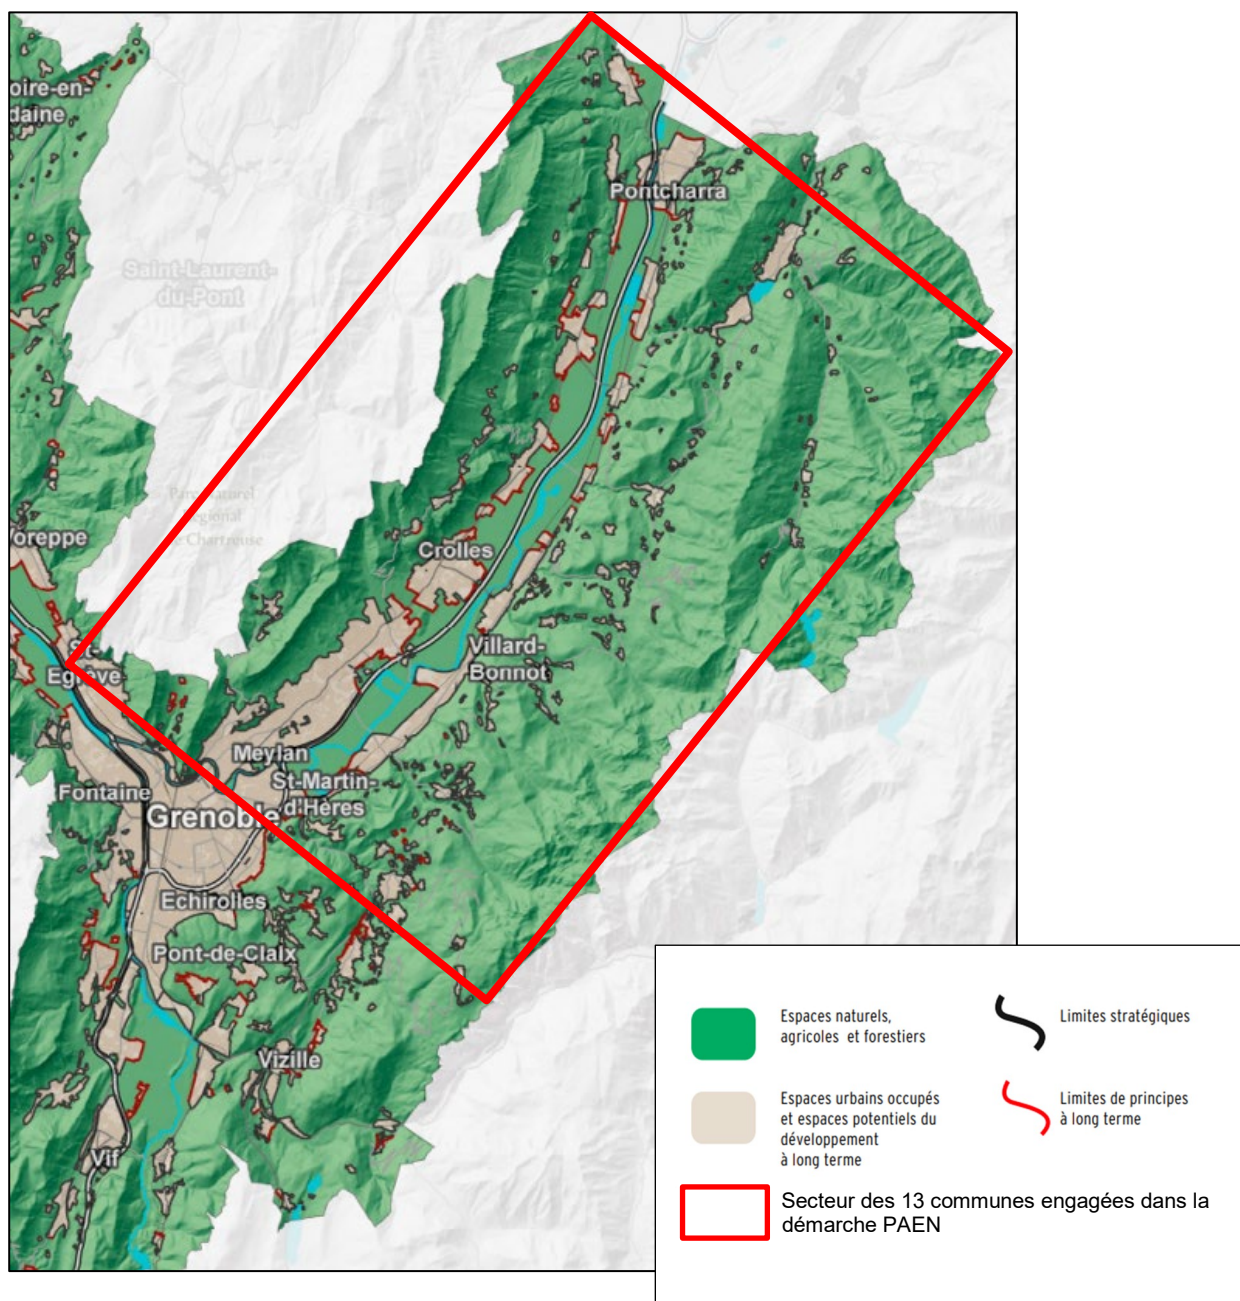 oire-en-
daine
Pontcharra
Saint-Laurent-
du-Pont
Parc naturel
régional
de Chartreuse
oreppe
Crolles
St-
Egrève
Villard-
Bonnot
Meylan
St-Martin-
d'Hères
Fontaine
Grenoble
Echirolles
Pont-de-Claix
Vizille
Vif
Espaces naturels,
agricoles et forestiers
Limites stratégiques
Espaces urbains occupés
et espaces potentiels du
développement
à long terme
Limites de principes
à long terme
Secteur des 13 communes engagées dans la
démarche PAEN